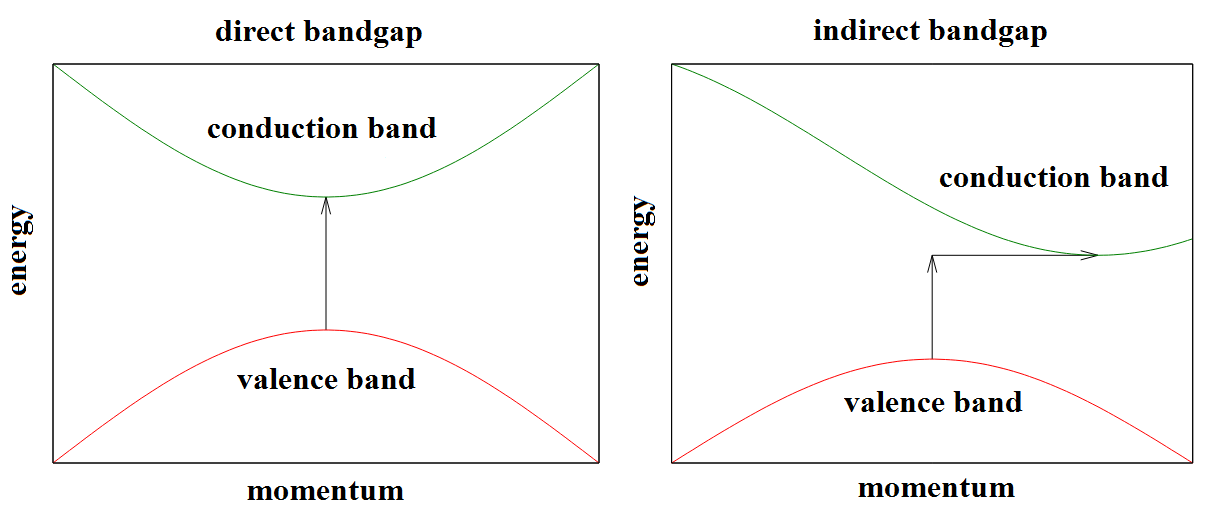 direct bandgap
conduction band
energy
valence band
momentum
indirect bandgap
conduction band
energy
valence band
momentum